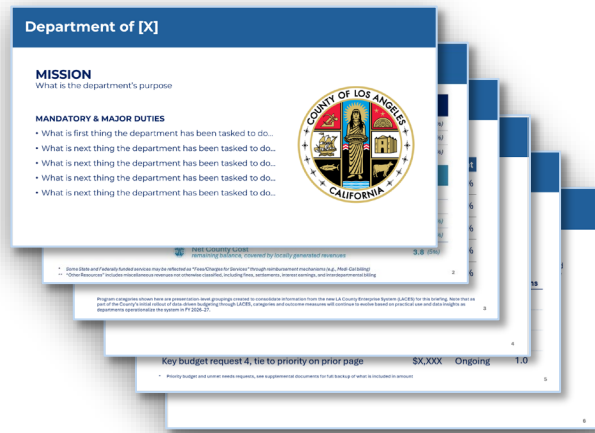 Department of [X]
MISSION
What is the department's purpose
MANDATORY & MAJOR DUTIES
• What is first thing the department has been tasked to do...
• What is next thing the department has been tasked to do...
• What is next thing the department has been tasked to do...
• What is next thing the department has been tasked to do...
• What is next thing the department has been tasked to do...
COUNTY OF LOS ANGELES
CALIFORNIA
Net County Cost
remaining balance, covered by locally generated revenues
3.8 (5%)
* Some State and Federally funded services may be reflected as "Fees/Charges for Services" through reimbursement mechanisms (e.g., Medi-Cal billing)
** "Other Resources" includes miscellaneous revenues not otherwise classified, including fines, settlements, interest earnings, and interdepartmental billing
2
Program categories shown here are presentation-level groupings created to consolidate information from the new LA County Enterprise System (LACES) for this briefing. Note that as
part of the County's initial rollout of data-driven budgeting through LACES, categories and outcome measures will continue to evolve based on practical use and data insights as
departments operationalize the system in FY 2026-27.
3
4
Key budget request 4, tie to priority on prior page $X,XXX Ongoing 1.0
* Priority budget and unmet needs requests, see supplemental documents for full backup of what is included in amount
5
6